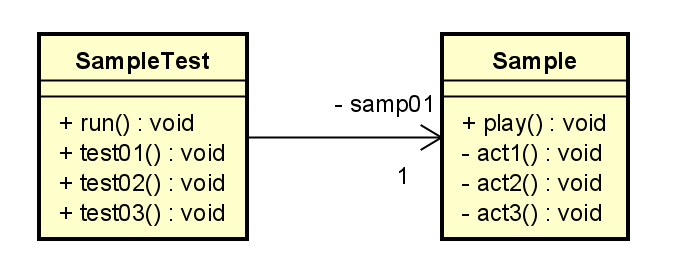 SampleTest
+ run() : void
+ test01() : void
+ test02() : void
+ test03() : void
- samp01
1
Sample
+ play() : void
- act1() : void
- act2() : void
- act3() : void